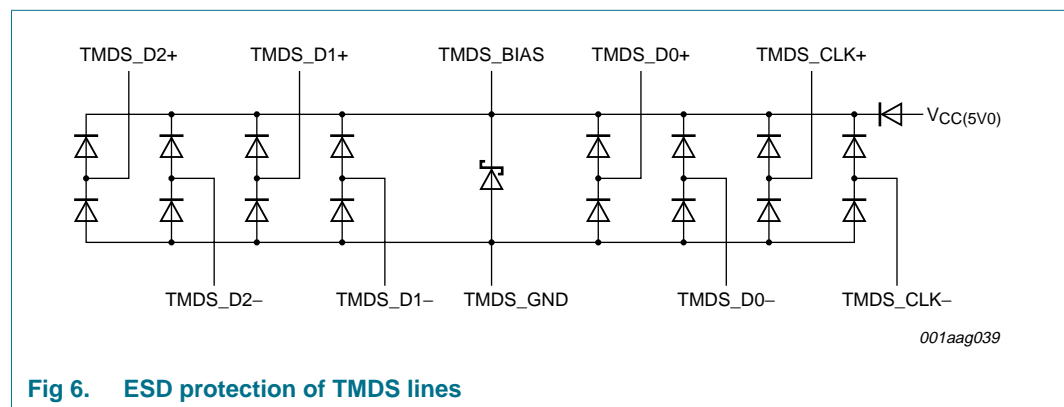 TMDS_D2+ TMDS_D1+ TMDS_BIAS TMDS_D0+ TMDS_CLK+
VCC(5V0)
TMDS_D2− TMDS_D1− TMDS_GND TMDS_D0− TMDS_CLK−
001aag039
Fig 6. ESD protection of TMDS lines